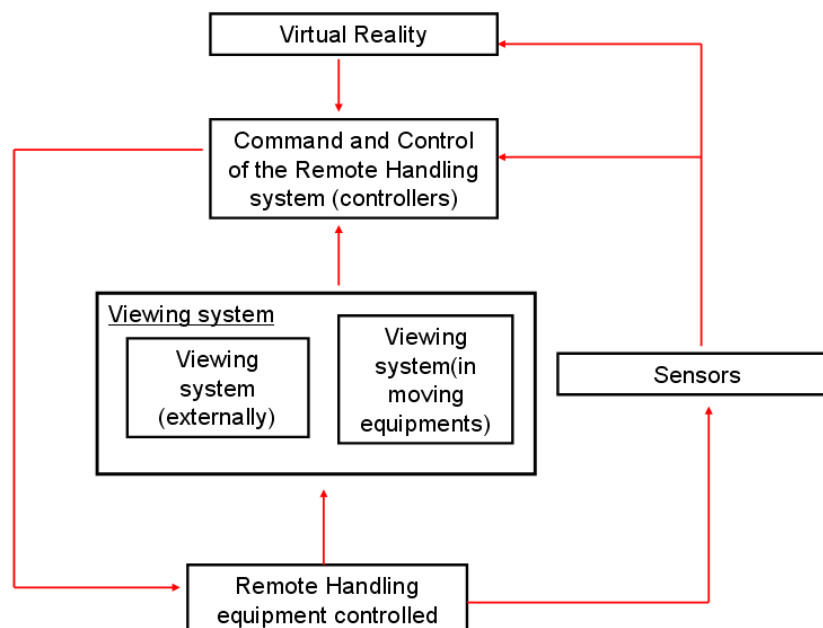 Virtual Reality
Command and Control
of the Remote Handling
system (controllers)
Viewing system
Viewing
system
(externally)
Viewing
system(in
moving
equipments)
Sensors
Remote Handling
equipment controlled